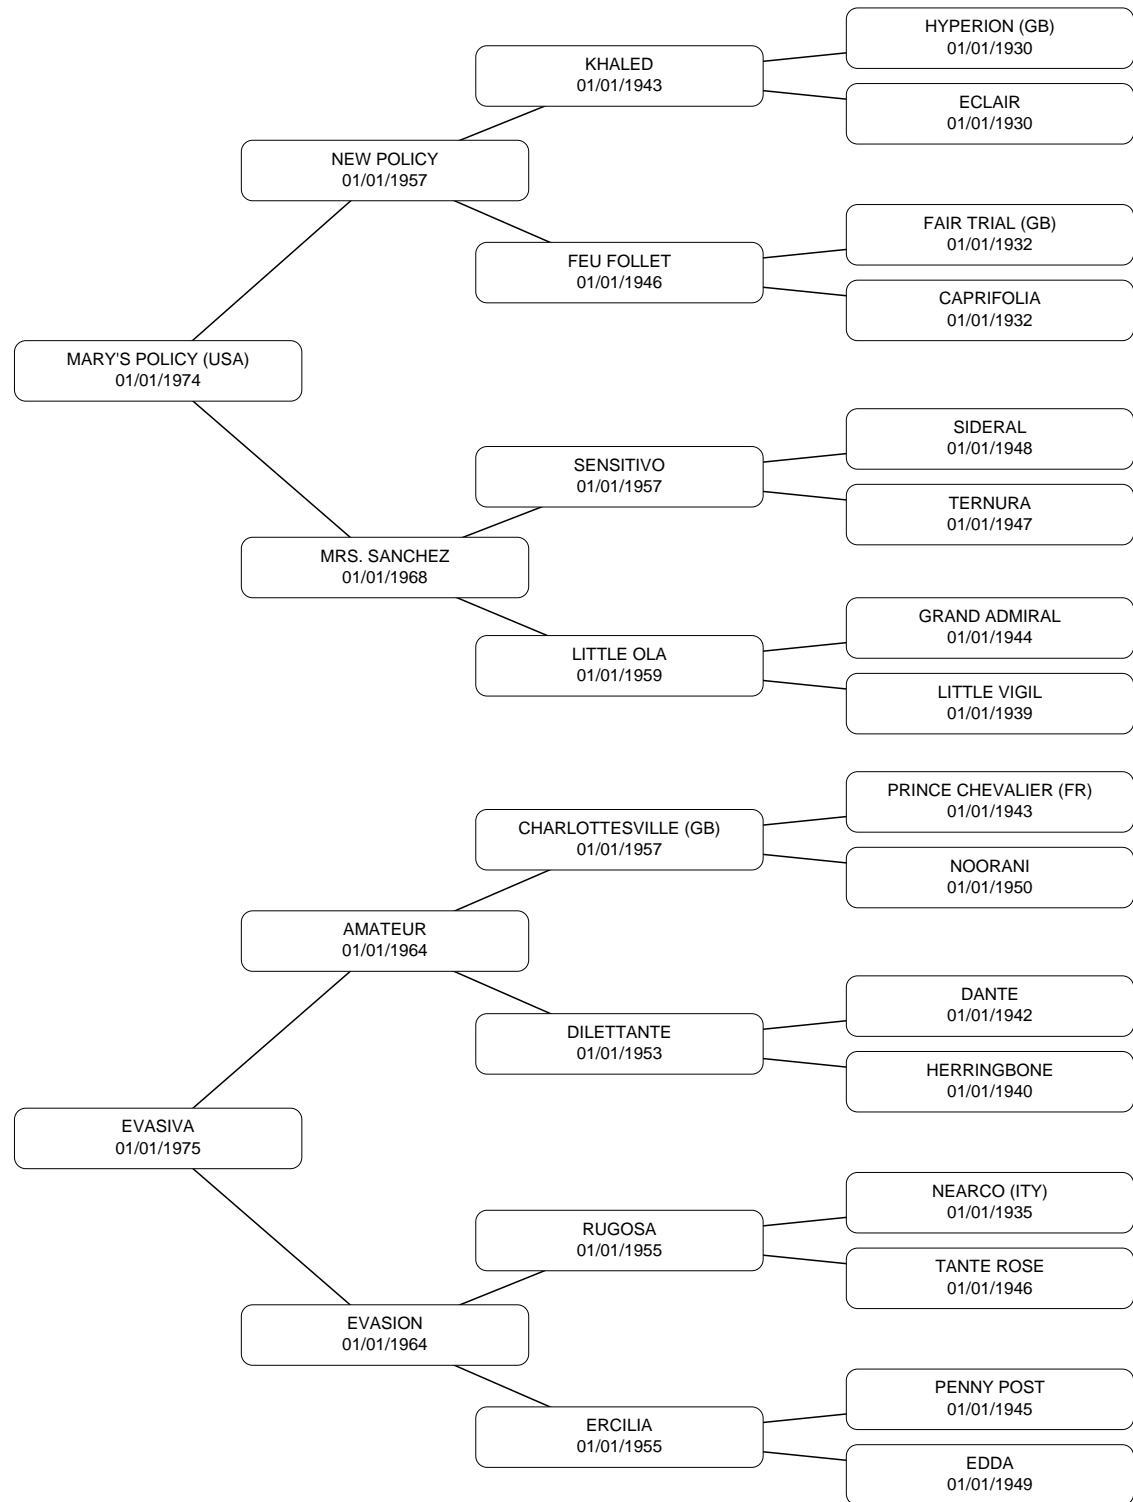 HYPERION (GB)
01/01/1930
KHALED
01/01/1943
ECLAIR
01/01/1930
NEW POLICY
01/01/1957
FAIR TRIAL (GB)
01/01/1932
FEU FOLLET
01/01/1946
CAPRIFOLIA
01/01/1932
MARY'S POLICY (USA)
01/01/1974
SIDERAL
01/01/1948
SENSITIVO
01/01/1957
TERNURA
01/01/1947
MRS. SANCHEZ
01/01/1968
GRAND ADMIRAL
01/01/1944
LITTLE OLA
01/01/1959
LITTLE VIGIL
01/01/1939
PRINCE CHEVALIER (FR)
01/01/1943
CHARLOTTESVILLE (GB)
01/01/1957
NOORANI
01/01/1950
AMATEUR
01/01/1964
DANTE
01/01/1942
DILETTANTE
01/01/1953
HERRINGBONE
01/01/1940
EVASIVA
01/01/1975
NEARCO (ITY)
01/01/1935
RUGOSA
01/01/1955
TANTE ROSE
01/01/1946
EVASION
01/01/1964
PENNY POST
01/01/1945
ERCILIA
01/01/1955
EDDA
01/01/1949